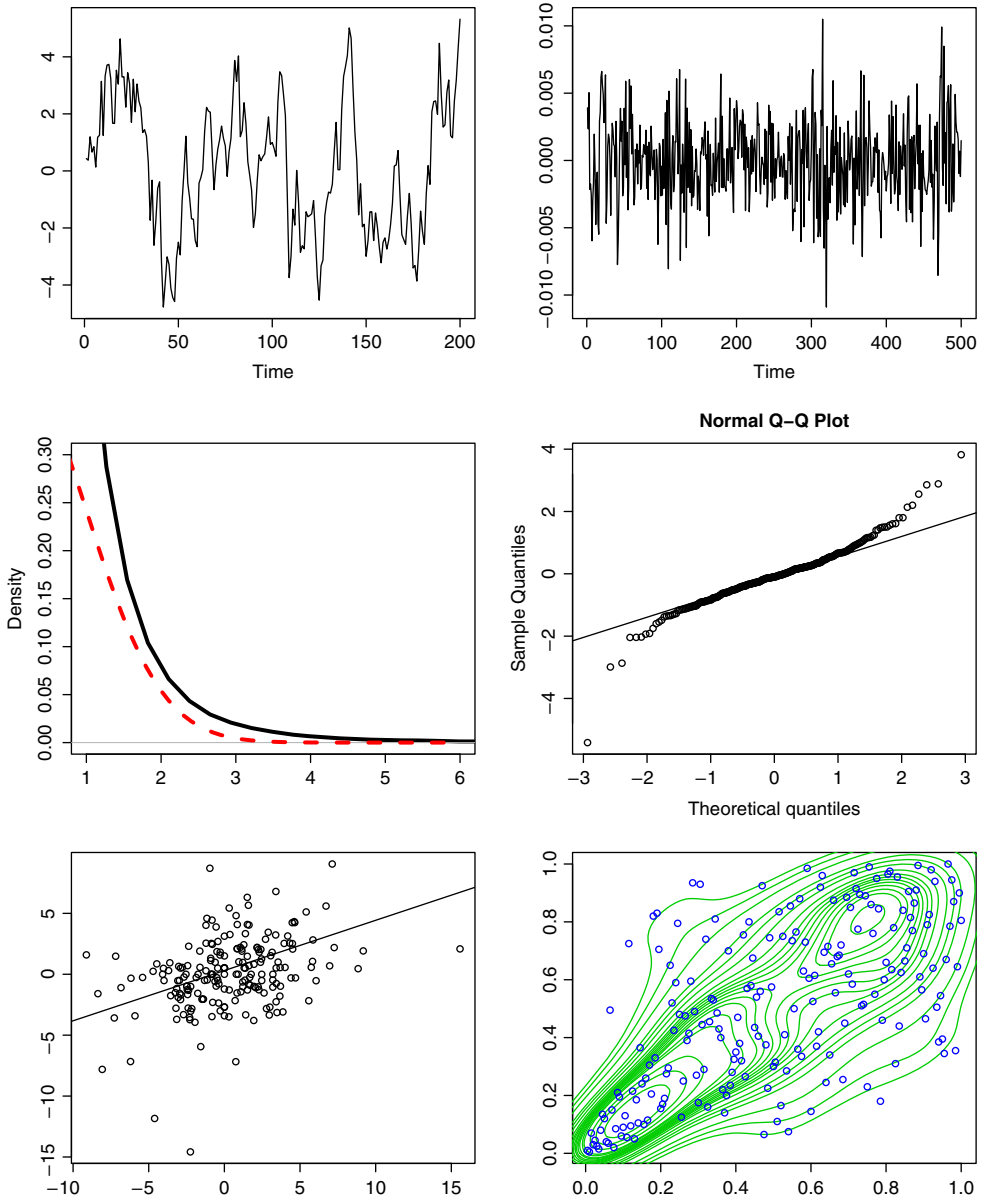 4
2
0
−2
−4
0 50 100 150 200
Time
0.010
0.005
0.000
−0.005
−0.010
0 100 200 300 400 500
Time
Density
0.30
0.25
0.20
0.15
0.10
0.05
0.00
1 2 3 4 5 6
Normal Q−Q Plot
Sample Quantiles
4
2
0
−2
−4
−3 −2 −1 0 1 2 3
Theoretical quantiles
5
0
−5
−10
−15
−10 −5 0 5 10 15
1.0
0.8
0.6
0.4
0.2
0.0
0.0 0.2 0.4 0.6 0.8 1.0